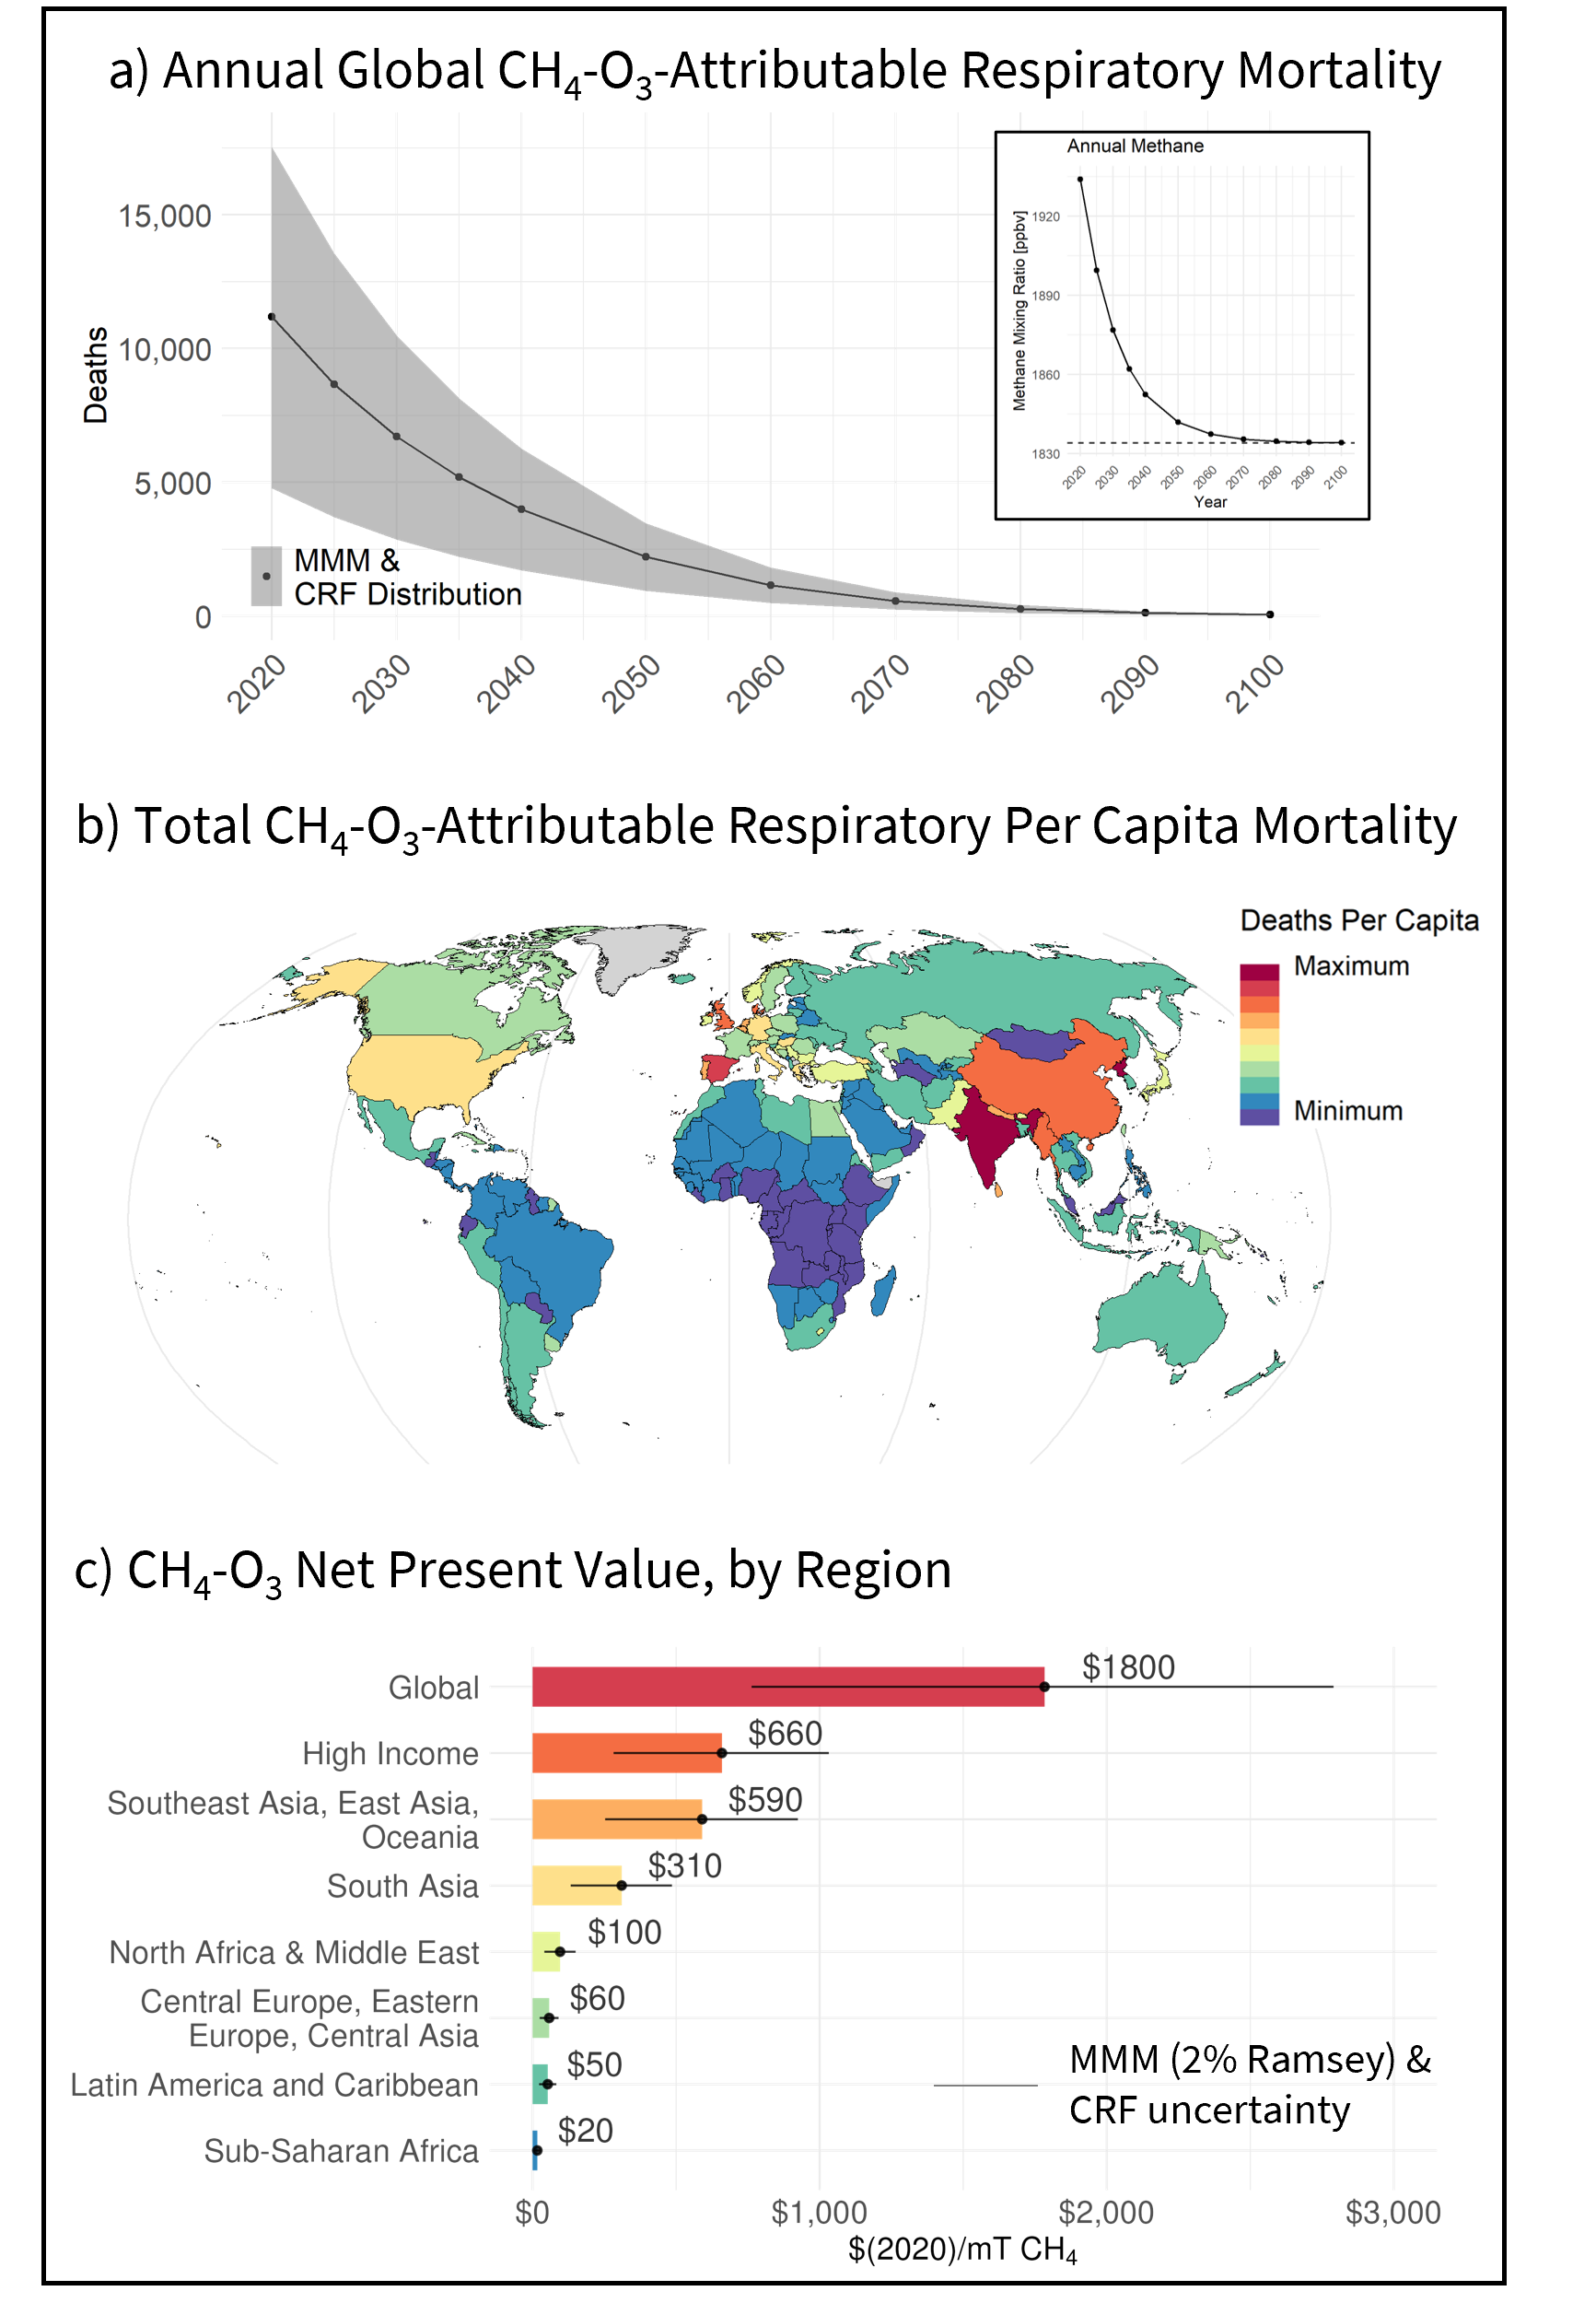 a) Annual Global CH₄-O₃-Attributable Respiratory Mortality
Deaths
15,000
10,000
5,000
0
MMM &
CRF Distribution
2020
2030
2040
2050
2060
2070
2080
2090
2100
Annual Methane
Methane Mixing Ratio [ppbv]
1920
1890
1860
1830
2020
2030
2040
2050
2060
2070
2080
2090
2100
Year
b) Total CH₄-O₃-Attributable Respiratory Per Capita Mortality
Deaths Per Capita
Maximum
Minimum
c) CH₄-O₃ Net Present Value, by Region
Global
$1800
High Income
$660
Southeast Asia, East Asia,
Oceania
$590
South Asia
$310
North Africa & Middle East
$100
Central Europe, Eastern
Europe, Central Asia
$60
Latin America and Caribbean
$50
Sub-Saharan Africa
$20
MMM (2% Ramsey) &
CRF uncertainty
$0
$1,000
$2,000
$3,000
$(2020)/mT CH₄